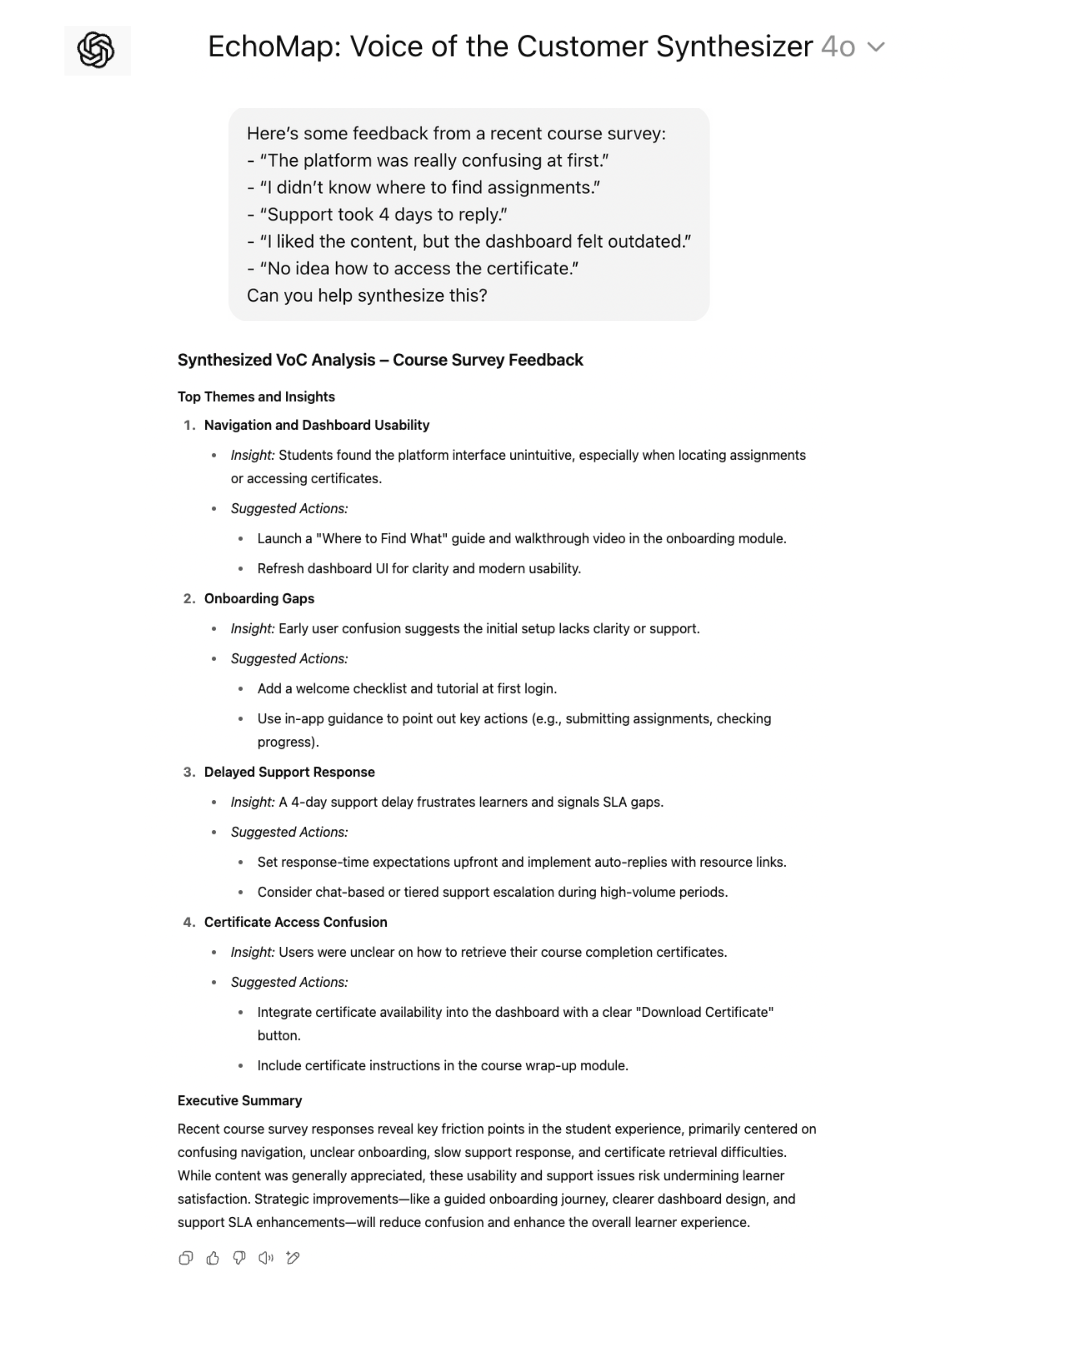 EchoMap: Voice of the Customer Synthesizer 4o
Here’s some feedback from a recent course survey:
- “The platform was really confusing at first.”
- “I didn’t know where to find assignments.”
- “Support took 4 days to reply.”
- “I liked the content, but the dashboard felt outdated.”
- “No idea how to access the certificate.”
Can you help synthesize this?
Synthesized VoC Analysis – Course Survey Feedback
Top Themes and Insights
1. Navigation and Dashboard Usability
• Insight: Students found the platform interface unintuitive, especially when locating assignments
or accessing certificates.
• Suggested Actions:
• Launch a "Where to Find What" guide and walkthrough video in the onboarding module.
• Refresh dashboard UI for clarity and modern usability.
2. Onboarding Gaps
• Insight: Early user confusion suggests the initial setup lacks clarity or support.
• Suggested Actions:
• Add a welcome checklist and tutorial at first login.
• Use in-app guidance to point out key actions (e.g., submitting assignments, checking
progress).
3. Delayed Support Response
• Insight: A 4-day support delay frustrates learners and signals SLA gaps.
• Suggested Actions:
• Set response-time expectations upfront and implement auto-replies with resource links.
• Consider chat-based or tiered support escalation during high-volume periods.
4. Certificate Access Confusion
• Insight: Users were unclear on how to retrieve their course completion certificates.
• Suggested Actions:
• Integrate certificate availability into the dashboard with a clear "Download Certificate"
button.
• Include certificate instructions in the course wrap-up module.
Executive Summary
Recent course survey responses reveal key friction points in the student experience, primarily centered on
confusing navigation, unclear onboarding, slow support response, and certificate retrieval difficulties.
While content was generally appreciated, these usability and support issues risk undermining learner
satisfaction. Strategic improvements—like a guided onboarding journey, clearer dashboard design, and
support SLA enhancements—will reduce confusion and enhance the overall learner experience.